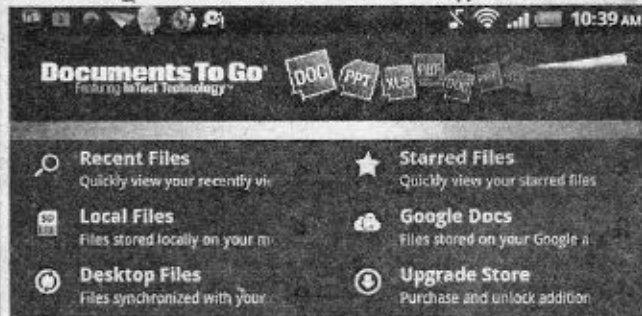 10:39 AM
Documents To Go
Featuring InTact Technology
DOC PPT XLS PDF DOC
Recent Files
Quickly view your recently vi
Starred Files
Quickly view your starred files
Local Files
Files stored locally on your m
Google Docs
Files stored on your Google a
Desktop Files
Files synchronized with your
Upgrade Store
Purchase and unlock addition